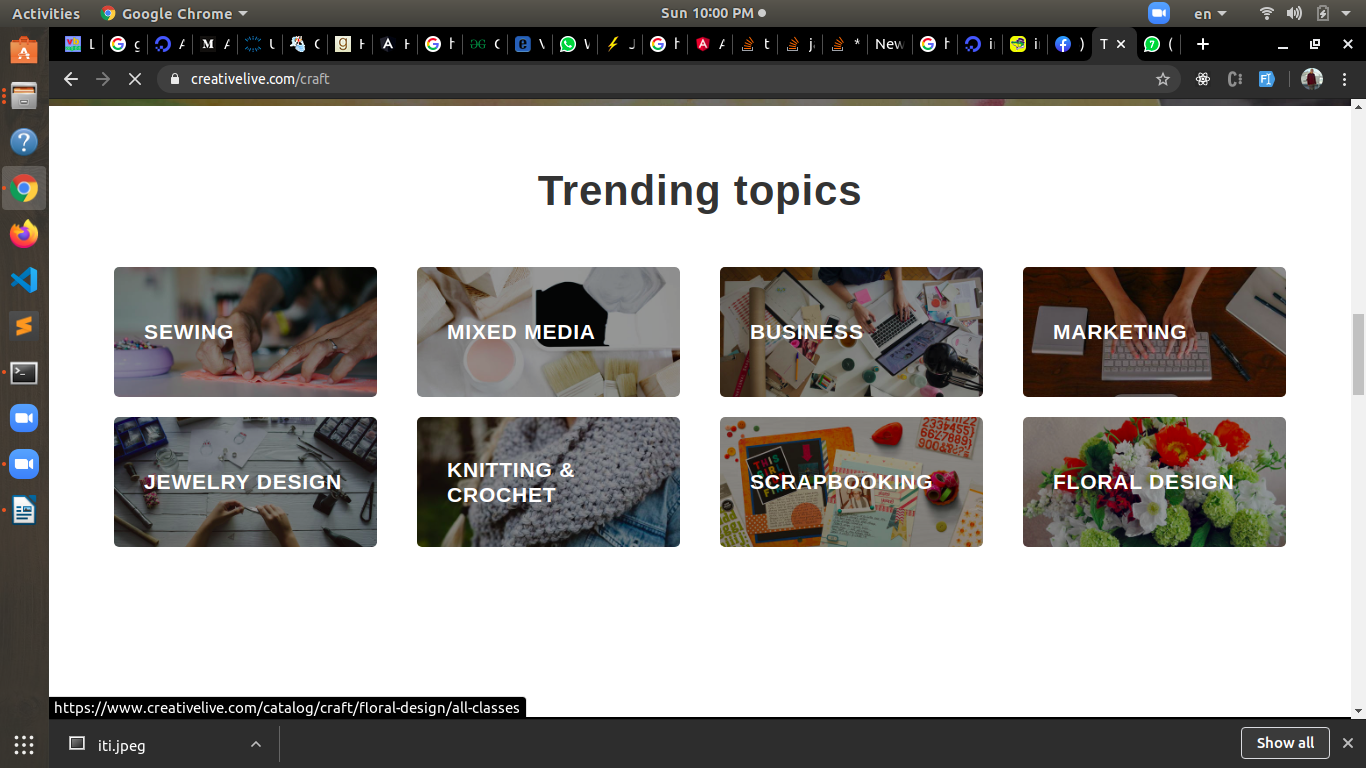 Activities
Google Chrome
Sun 10:00 PM
en
L
g
A
M
A
U
C
g
H
A
H
G
C
V
W
J
A
t
j
*
New
i
i
)
T
(
creativelive.com/craft
Trending topics
SEWING
MIXED MEDIA
BUSINESS
MARKETING
JEWELRY DESIGN
KNITTING &
CROCHET
SCRAPBOOKING
FLORAL DESIGN
https://www.creativelive.com/catalog/craft/floral-design/all-classes
iti.jpeg
Show all